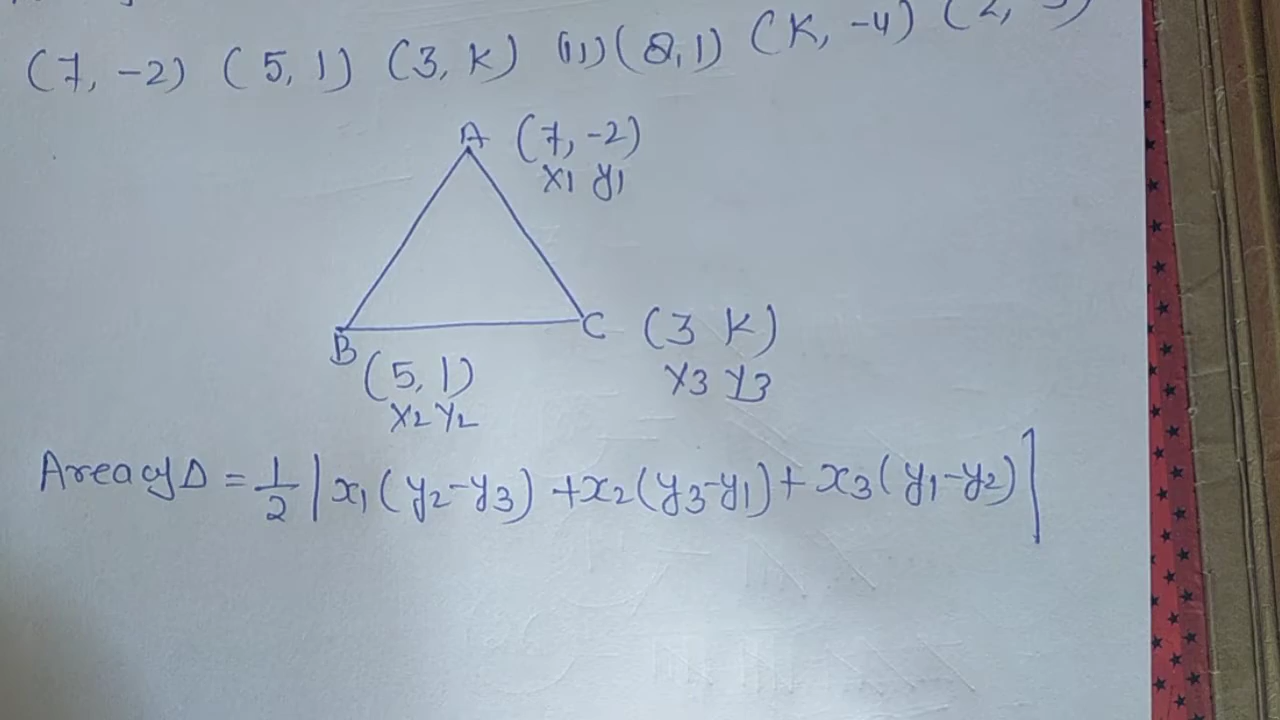 (7, -2) (5, 1) (3, K) (ii) (8, 1) (K, -4) (2,
A (7, -2)
x1 y1
C (3 K)
x3 y3
B (5, 1)
x2 y2
Area of Δ = 1/2 | x1 (y2-y3) + x2 (y3-y1) + x3 (y1-y2) |